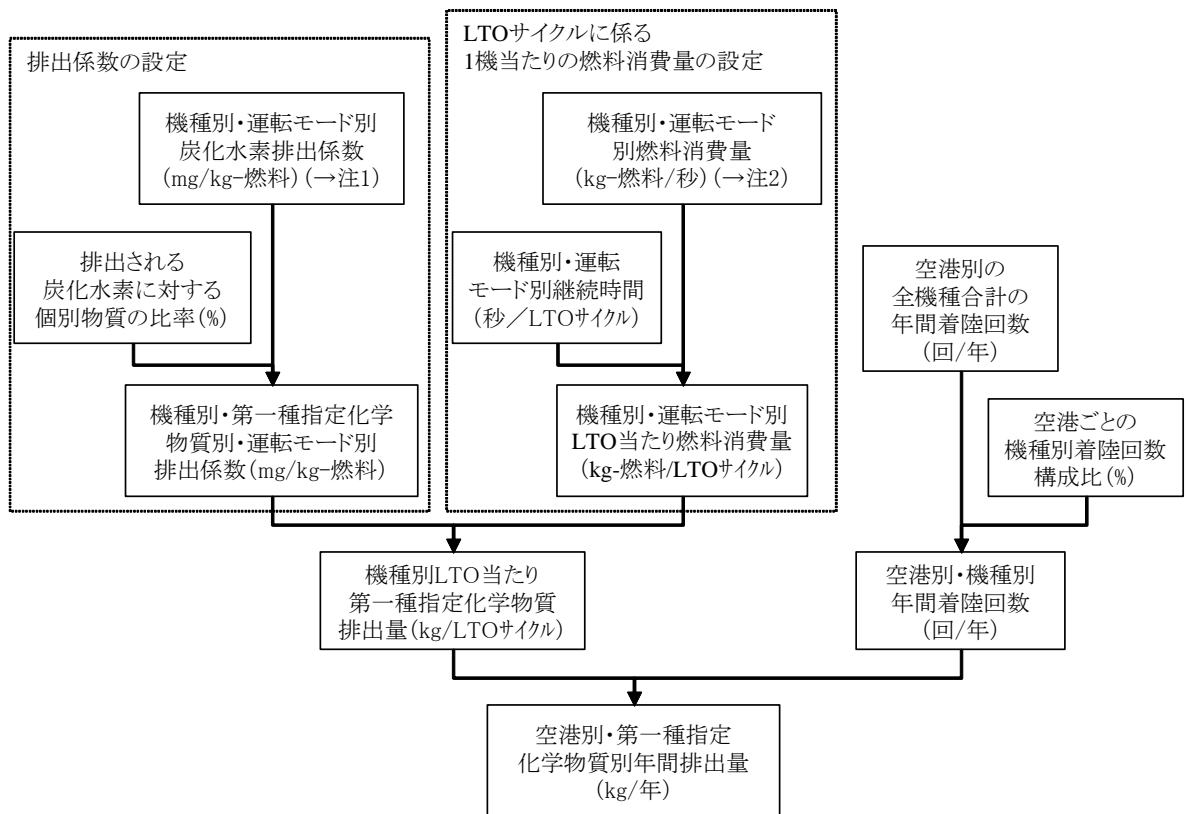 排出係数の設定
機種別・運転モード別
炭化水素排出係数
(mg/kg-燃料)(→注1)
排出される
炭化水素に対する
個別物質の比率(%)
機種別・第一種指定化学
物質別・運転モード別
排出係数(mg/kg-燃料)
LTOサイクルに係る
1機当たりの燃料消費量の設定
機種別・運転モード
別燃料消費量
(kg-燃料/秒)(→注2)
機種別・運転
モード別継続時間
(秒／LTOサイクル)
機種別・運転モード別
LTO当たり燃料消費量
(kg-燃料/LTOサイクル)
空港別の
全機種合計の
年間着陸回数
(回/年)
空港ごとの
機種別着陸回数
構成比(%)
機種別LTO当たり
第一種指定化学物質
排出量(kg/LTOサイクル)
空港別・機種別
年間着陸回数
(回/年)
空港別・第一種指定
化学物質別年間排出量
(kg/年)